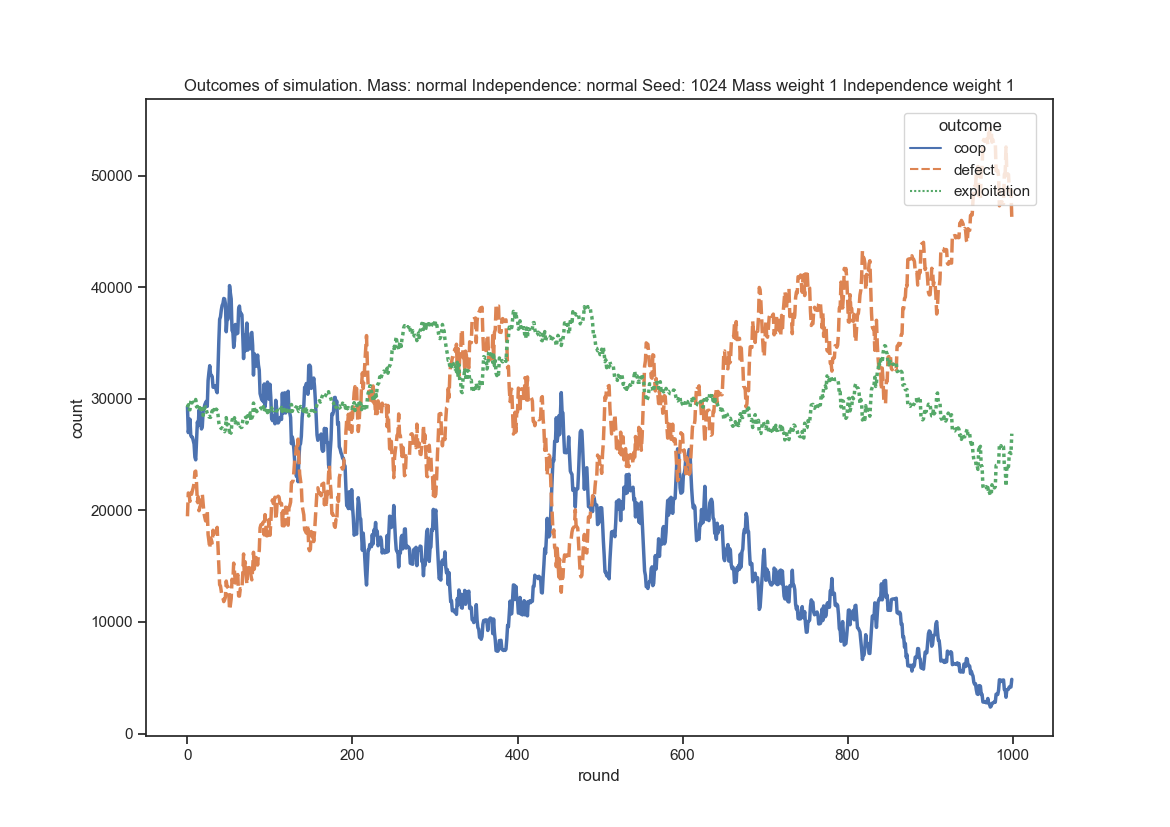 Outcomes of simulation. Mass: normal Independence: normal Seed: 1024 Mass weight 1 Independence weight 1
outcome
coop
defect
exploitation
50000
40000
30000
20000
10000
0
count
0 200 400 600 800 1000
round